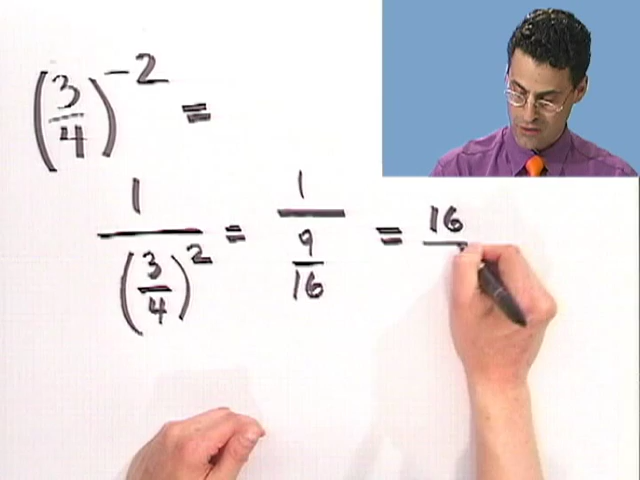 (3/4)^-2 =
1/(3/4)^2 = 1/(9/16) = 16/